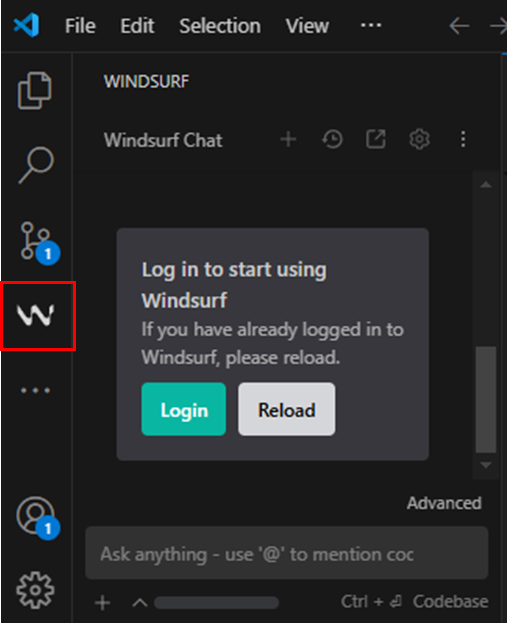 File Edit Selection View ···
WINDSURF
Windsurf Chat
1
Log in to start using
Windsurf
If you have already logged in to
Windsurf, please reload.
Login Reload
1
Advanced
Ask anything - use '@' to mention coc
Ctrl + ⏎ Codebase